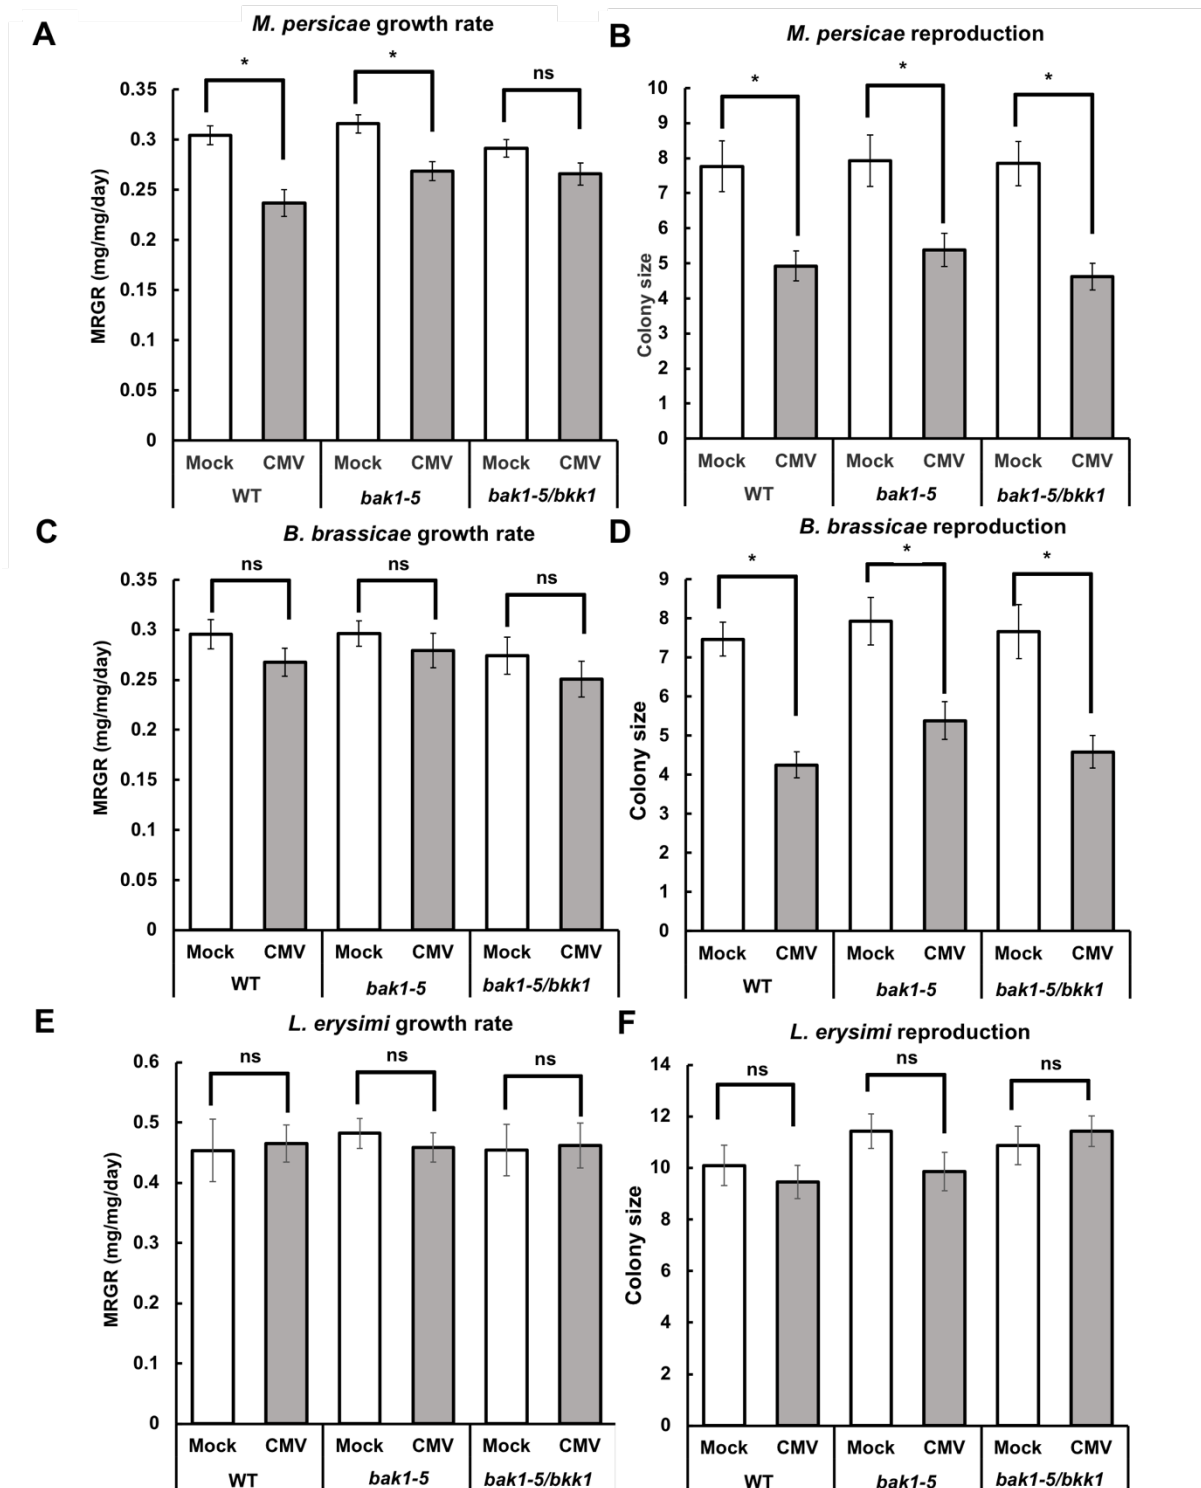 A
M. persicae growth rate
* * ns
0.35
0.3
0.25
0.2
0.15
0.1
0.05
0
MRGR (mg/mg/day)
Mock CMV Mock CMV Mock CMV
WT bak1-5 bak1-5/bkk1
B
M. persicae reproduction
* * *
10
9
8
7
6
5
4
3
2
1
0
Colony size
Mock CMV Mock CMV Mock CMV
WT bak1-5 bak1-5/bkk1
C
B. brassicae growth rate
ns ns ns
0.35
0.3
0.25
0.2
0.15
0.1
0.05
0
MRGR (mg/mg/day)
Mock CMV Mock CMV Mock CMV
WT bak1-5 bak1-5/bkk1
D
B. brassicae reproduction
* * *
9
8
7
6
5
4
3
2
1
0
Colony size
Mock CMV Mock CMV Mock CMV
WT bak1-5 bak1-5/bkk1
E
L. erysimi growth rate
ns ns ns
0.6
0.5
0.4
0.3
0.2
0.1
0
MRGR (mg/mg/day)
Mock CMV Mock CMV Mock CMV
WT bak1-5 bak1-5/bkk1
F
L. erysimi reproduction
ns ns ns
14
12
10
8
6
4
2
0
Colony size
Mock CMV Mock CMV Mock CMV
WT bak1-5 bak1-5/bkk1